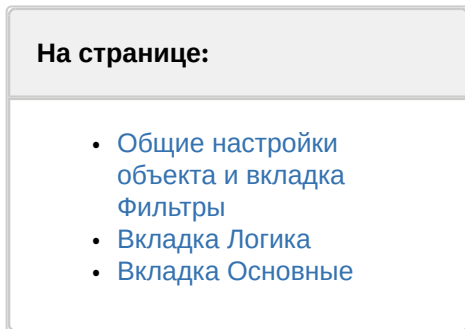 На странице:
• Общие настройки
объекта и вкладка
Фильтры
• Вкладка Логика
• Вкладка Основные